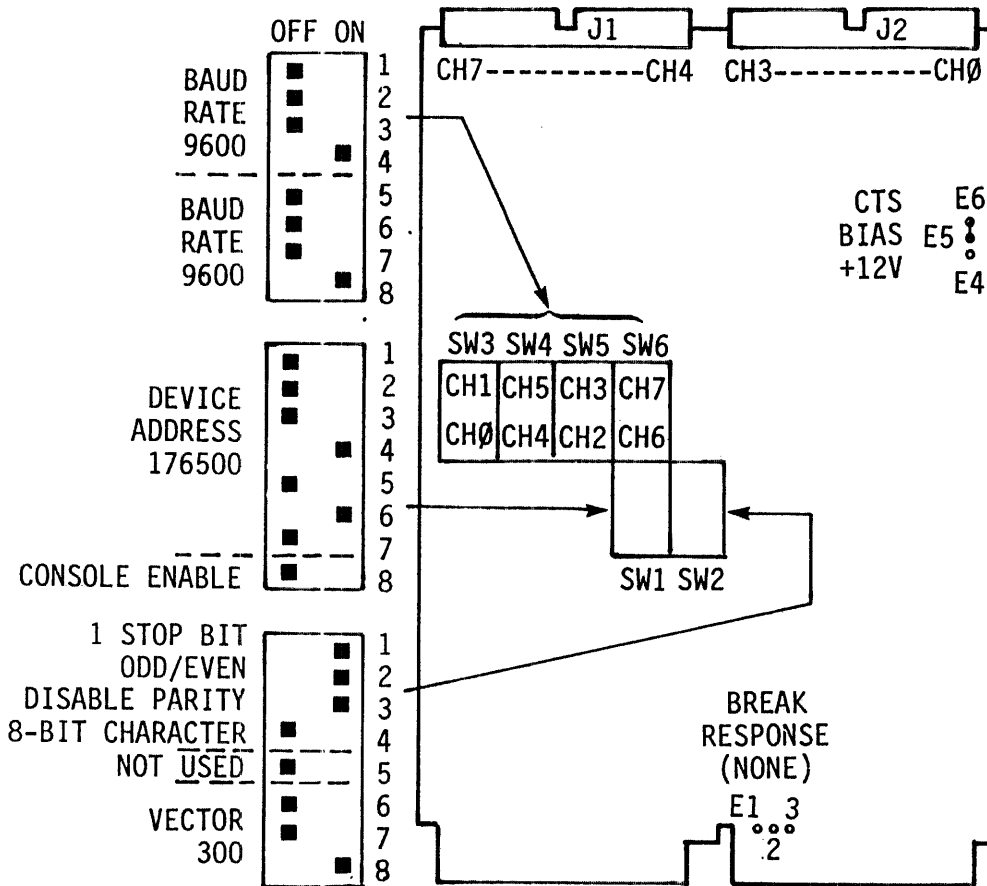 OFF ON
BAUD
RATE
9600
1
2
3
4
BAUD
RATE
9600
5
6
7
8
DEVICE
ADDRESS
176500
1
2
3
4
5
6
7
CONSOLE ENABLE
8
1 STOP BIT
ODD/EVEN
DISABLE PARITY
8-BIT CHARACTER
NOT USED
VECTOR
300
1
2
3
4
5
6
7
8
J1
J2
CH7-----------CH4
CH3-----------CHØ
CTS
BIAS
+12V
E6
E5
E4
SW3 SW4 SW5 SW6
CH1 CH5 CH3 CH7
CHØ CH4 CH2 CH6
SW1 SW2
BREAK
RESPONSE
(NONE)
E1 3
2